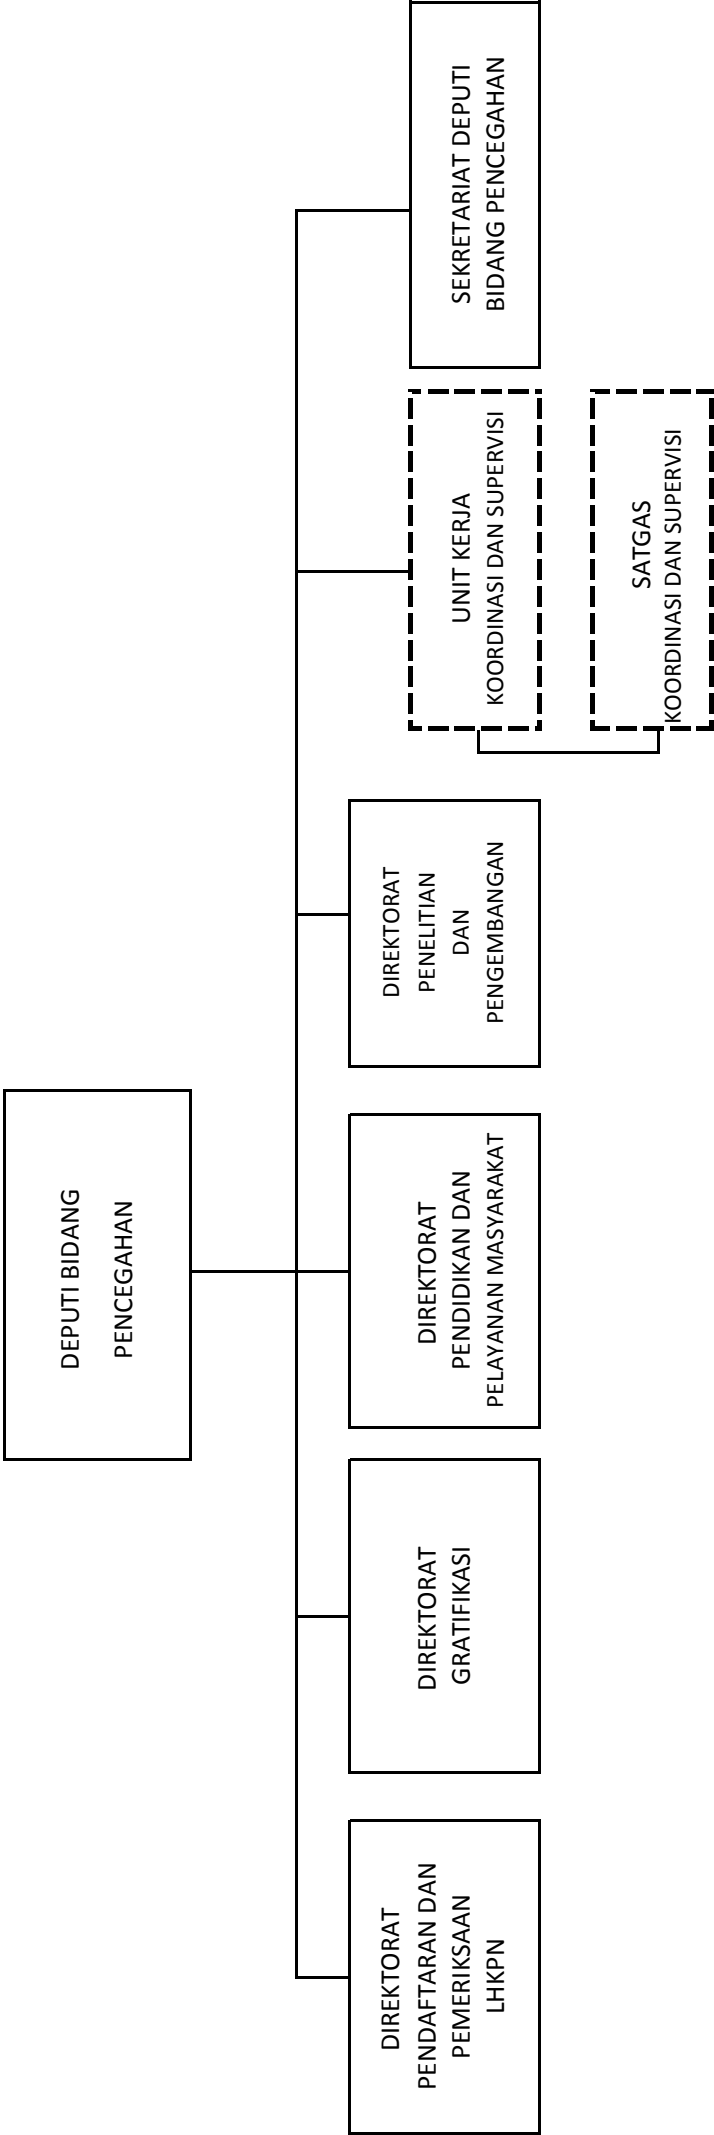 DEPUTI BIDANG
PENCEGAHAN
DIREKTORAT
PENDAFTARAN DAN
PEMERIKSAAN
LHKPN
DIREKTORAT
GRATIFIKASI
DIREKTORAT
PENDIDIKAN DAN
PELAYANAN MASYARAKAT
DIREKTORAT
PENELITIAN
DAN
PENGEMBANGAN
UNIT KERJA
KOORDINASI DAN SUPERVISI
SEKRETARIAT DEPUTI
BIDANG PENCEGAHAN
SATGAS
KOORDINASI DAN SUPERVISI